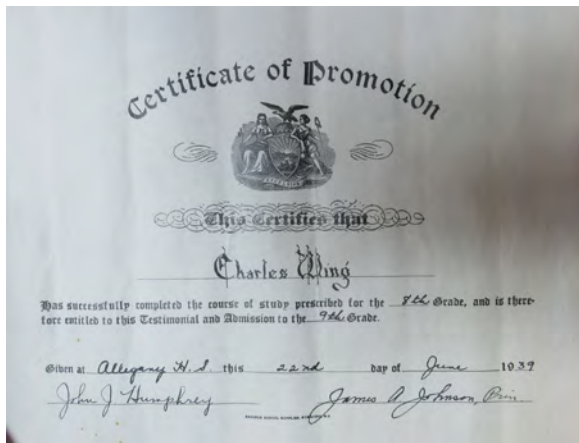 Certificate of Promotion
EXCELSIOR
This Certifies that
Charles Wing
Has successfully completed the course of study prescribed for the 8th Grade, and is there-
fore entitled to this Testimonial and Admission to the 9th Grade.
Given at Allegany H. S. this 22nd day of June 1939
John J Humphrey James A. Johnson, Prin.